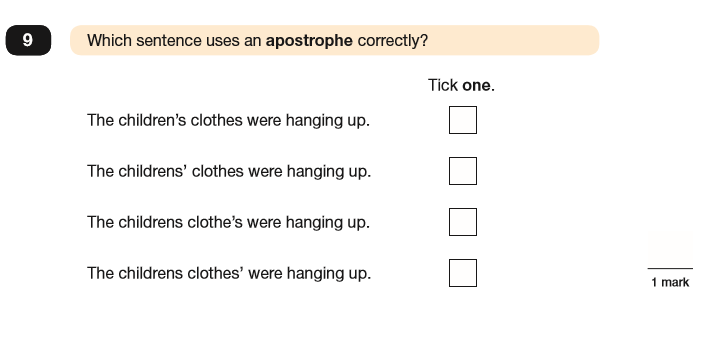 9 Which sentence uses an apostrophe correctly?
Tick one.
The children’s clothes were hanging up.
The childrens’ clothes were hanging up.
The childrens clothe’s were hanging up.
The childrens clothes’ were hanging up.
1 mark